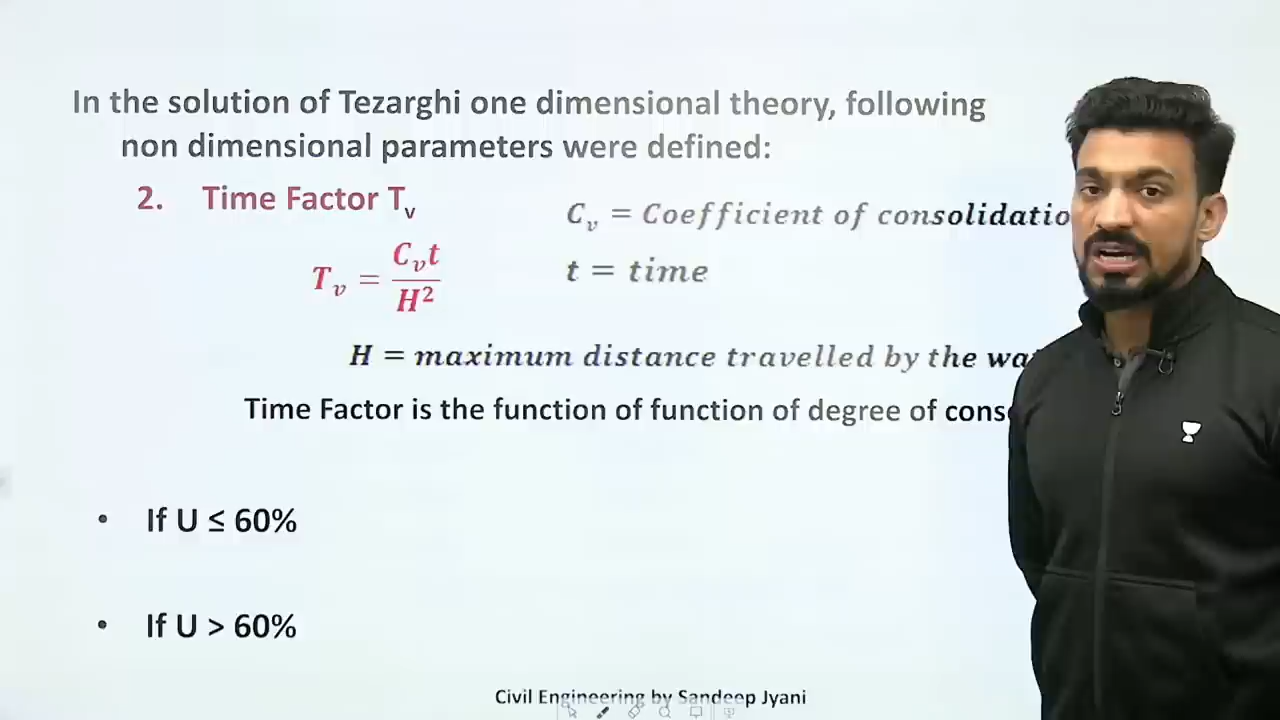 In the solution of Tezarghi one dimensional theory, following
non dimensional parameters were defined:
2. Time Factor Tv
Cv = Coefficient of consolidatio
Tv = Cvt / H²
t = time
H = maximum distance travelled by the wa
Time Factor is the function of function of degree of cons
• If U ≤ 60%
• If U > 60%
Civil Engineering by Sandeep Jyani